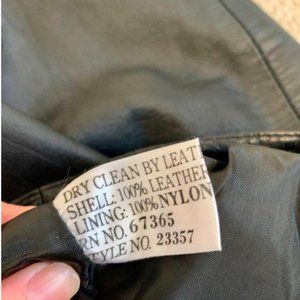 DRY CLEAN BY LEAT
SHELL: 100% LEATHER
LINING: 100% NYLON
RN NO. 67365
STYLE NO. 23357